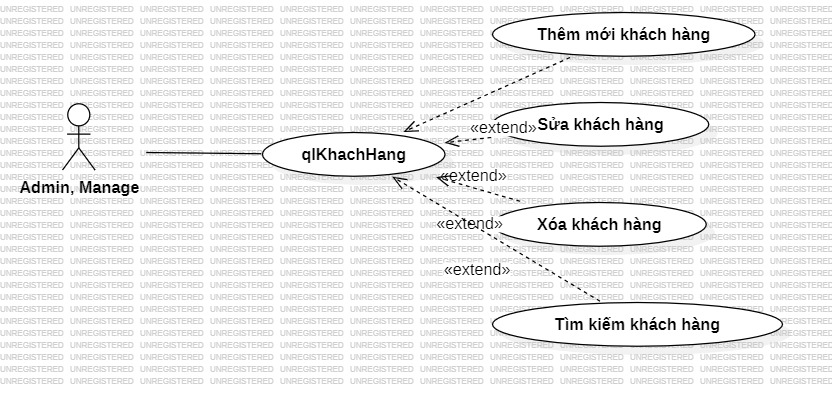 Thêm mới khách hàng
«extend»
Sửa khách hàng
qlKhachHang
«extend»
Admin, Manage
«extend»
Xóa khách hàng
«extend»
Tìm kiếm khách hàng
UNREGISTERED